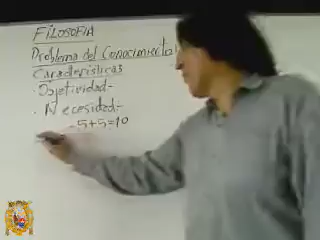 FILOSOFIA
Problema del Conocimiento
Características
. Objetividad=
. Necesidad=
- 5+5=10